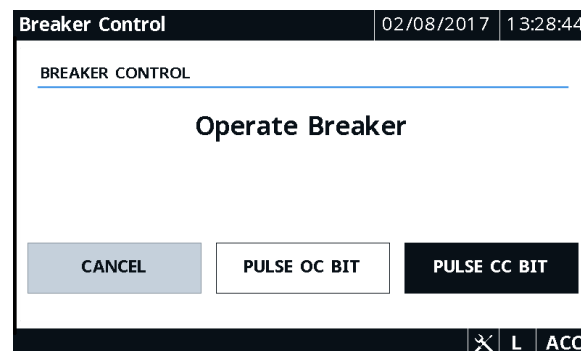 Breaker Control 02/08/2017 13:28:44
BREAKER CONTROL
Operate Breaker
CANCEL PULSE OC BIT PULSE CC BIT
L ACC